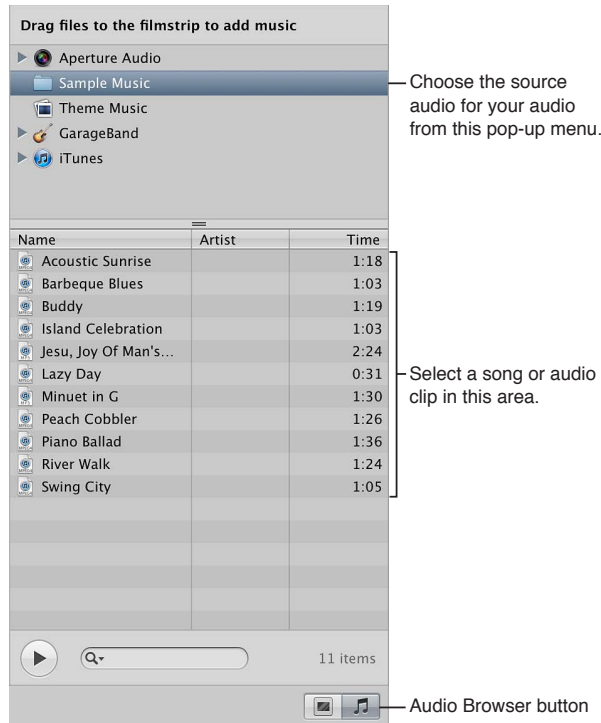 Drag files to the filmstrip to add music
Aperture Audio
Sample Music
Theme Music
GarageBand
iTunes
Choose the source
audio for your audio
from this pop-up menu.
Name Artist Time
Acoustic Sunrise 1:18
Barbeque Blues 1:03
Buddy 1:19
Island Celebration 1:03
Jesu, Joy Of Man's... 2:24
Lazy Day 0:31
Minuet in G 1:30
Peach Cobbler 1:26
Piano Ballad 1:36
River Walk 1:24
Swing City 1:05
Select a song or audio
clip in this area.
11 items
Audio Browser button